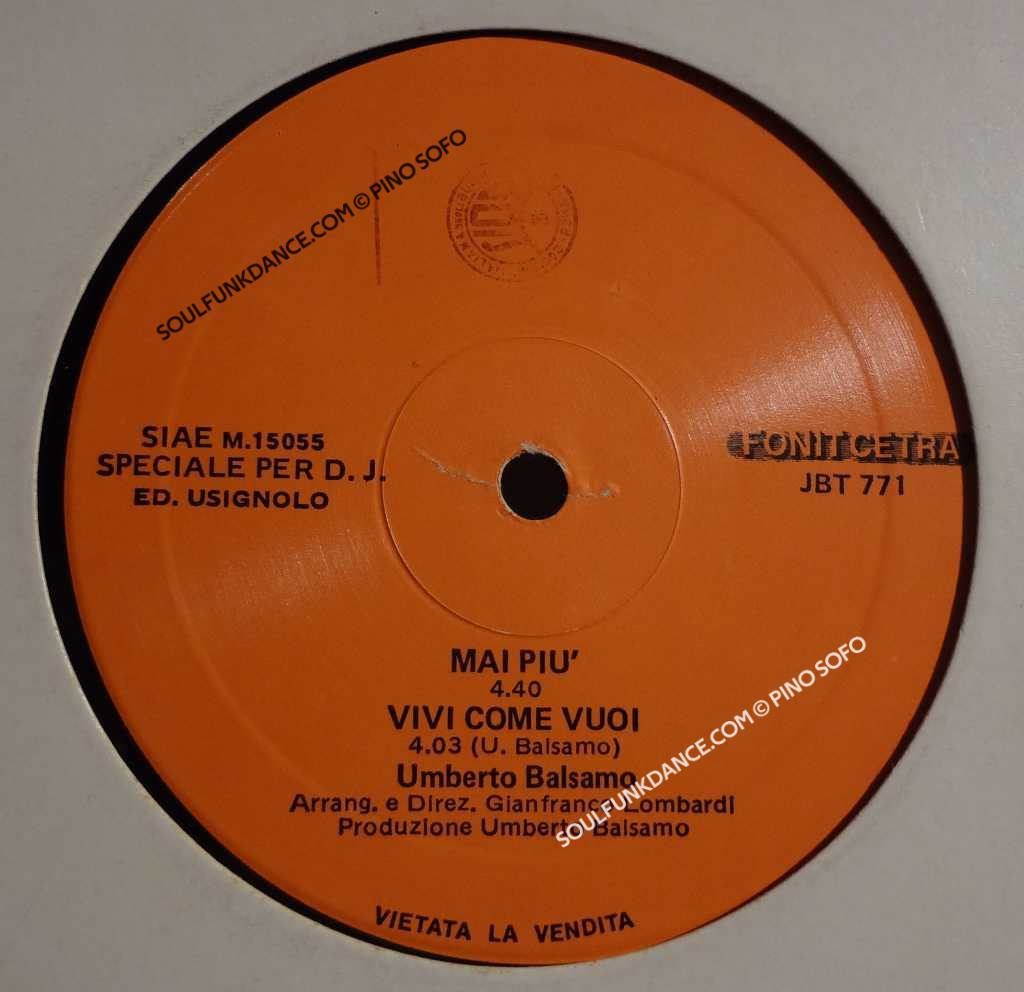 SOULFUNKDANCE.COM © PINO SOFO
SIAE M.15055
SPECIALE PER D. J.
ED. USIGNOLO
FONIT CETRA
JBT 771
MAI PIU'
4.40
VIVI COME VUOI
4.03 (U. Balsamo)
Umberto Balsamo
Arrang. e Direz. Gianfranco Lombardi
Produzione Umberto Balsamo
SOULFUNKDANCE.COM © PINO SOFO
VIETATA LA VENDITA